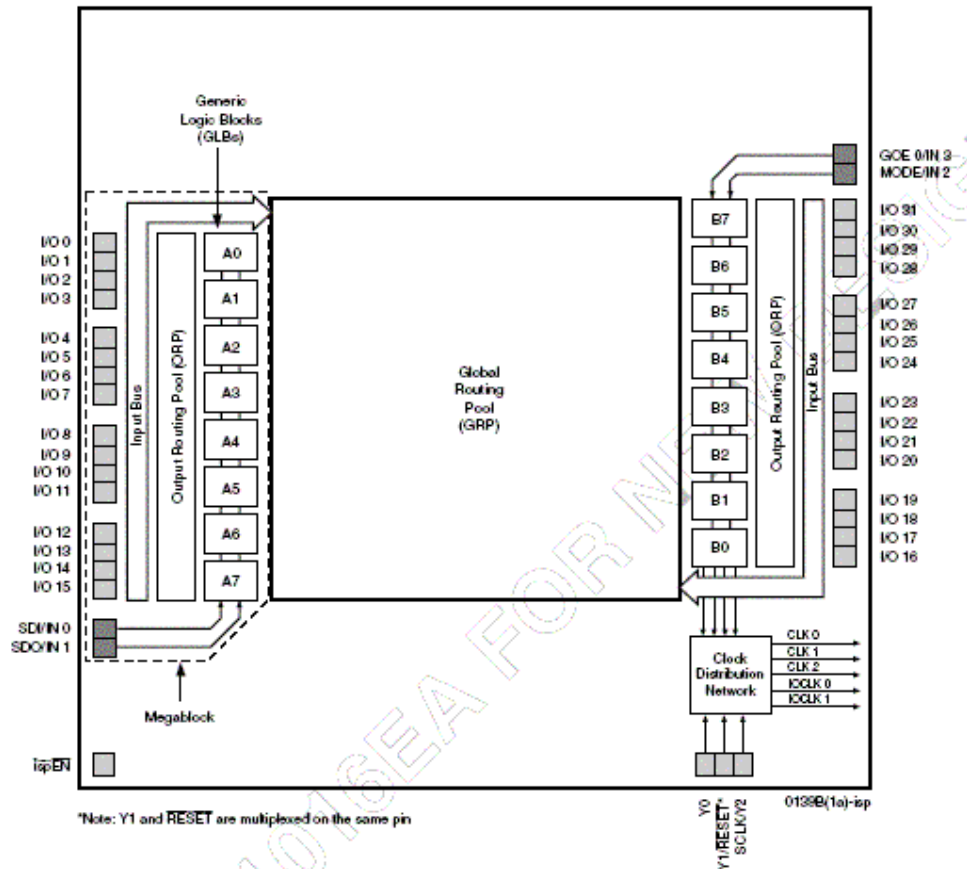 Generic
Logic Blocks
(GLBs)
GOE 0/IN 3
MODE/IN 2
I/O 0
I/O 1
I/O 2
I/O 3
I/O 4
I/O 5
I/O 6
I/O 7
I/O 8
I/O 9
I/O 10
I/O 11
I/O 12
I/O 13
I/O 14
I/O 15
SDI/IN 0
SDO/IN 1
Input Bus
Output Routing Pool (ORP)
A0
A1
A2
A3
A4
A5
A6
A7
Global
Routing
Pool
(GRP)
B7
B6
B5
B4
B3
B2
B1
B0
Output Routing Pool (ORP)
Input Bus
I/O 31
I/O 30
I/O 29
I/O 28
I/O 27
I/O 26
I/O 25
I/O 24
I/O 23
I/O 22
I/O 21
I/O 20
I/O 19
I/O 18
I/O 17
I/O 16
Clock
Distribution
Network
CLK 0
CLK 1
CLK 2
IOCLK 0
IOCLK 1
Megablock
ispEN
*Note: Y1 and RESET are multiplexed on the same pin
Y0
Y1/RESET*
SCLK/Y2
0139B(1a)-isp
1016EA FOR NEW DESIG